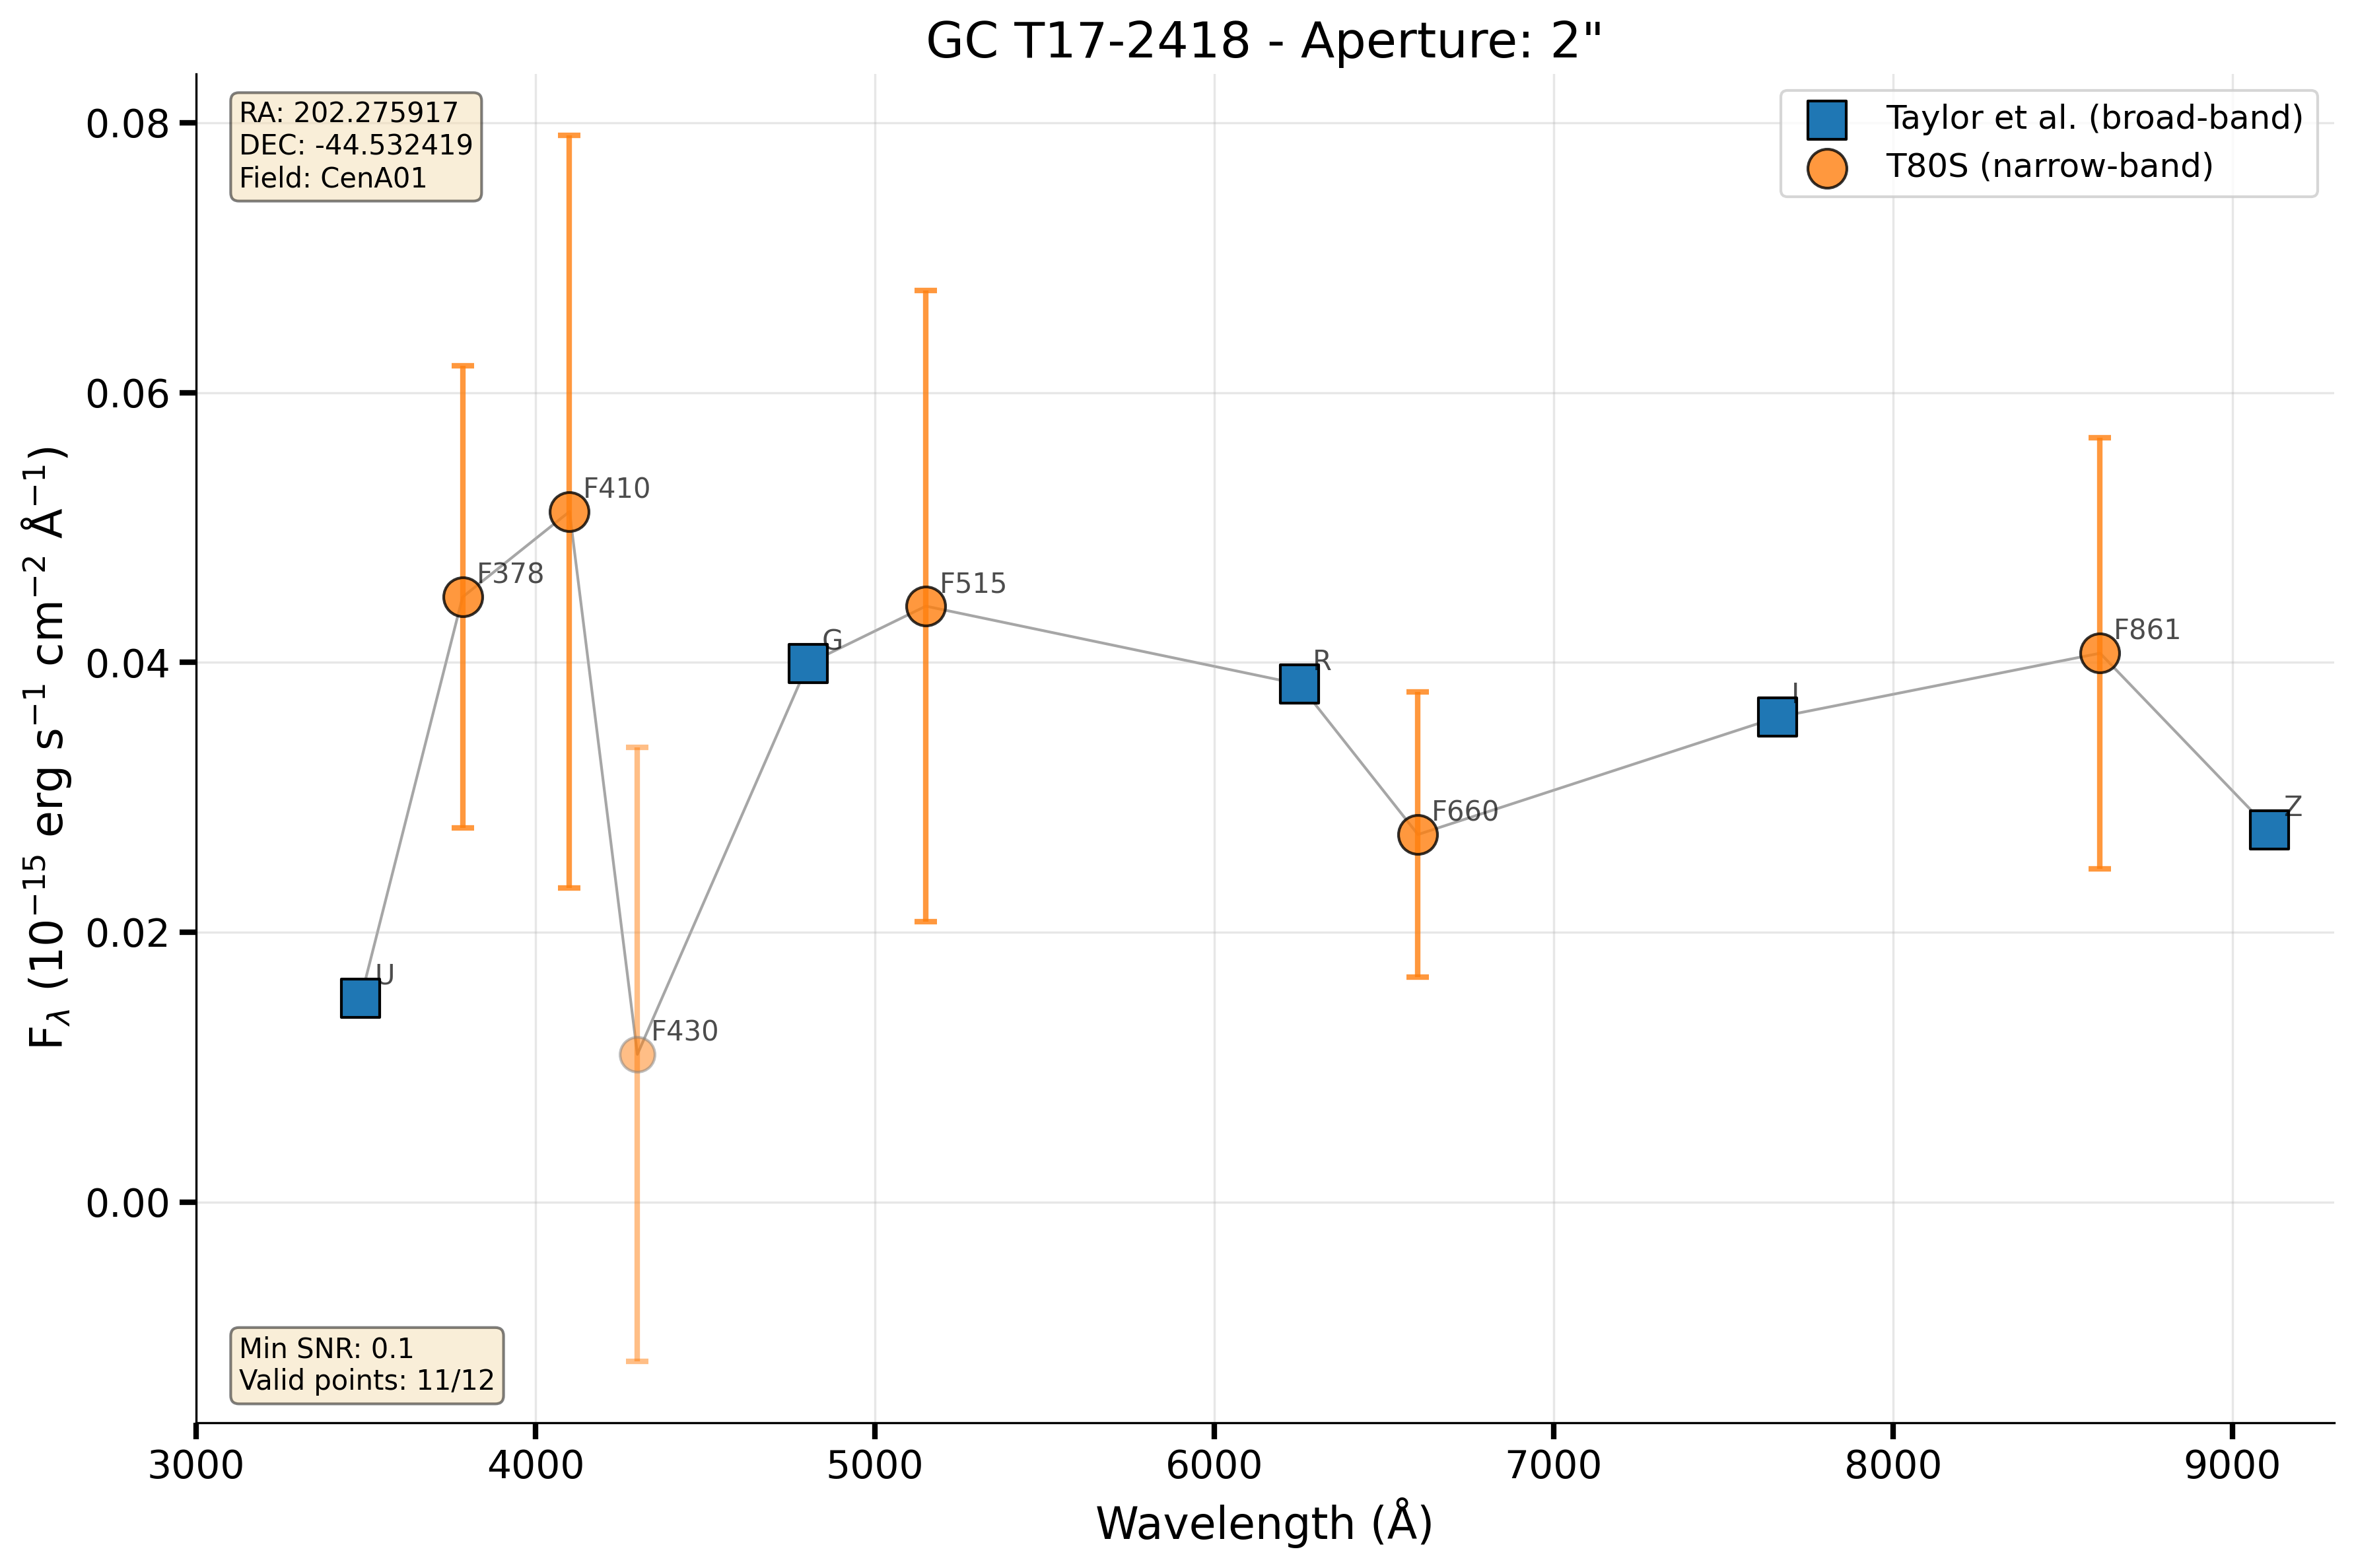 GC T17-2418 - Aperture: 2"
RA: 202.275917
DEC: -44.532419
Field: CenA01
Taylor et al. (broad-band)
T80S (narrow-band)
0.08
0.06
0.04
0.02
0.00
F_λ (10⁻¹⁵ erg s⁻¹ cm⁻² Å⁻¹)
U
F378
F410
F430
G
F515
R
F660
I
F861
Z
Min SNR: 0.1
Valid points: 11/12
3000 4000 5000 6000 7000 8000 9000
Wavelength (Å)